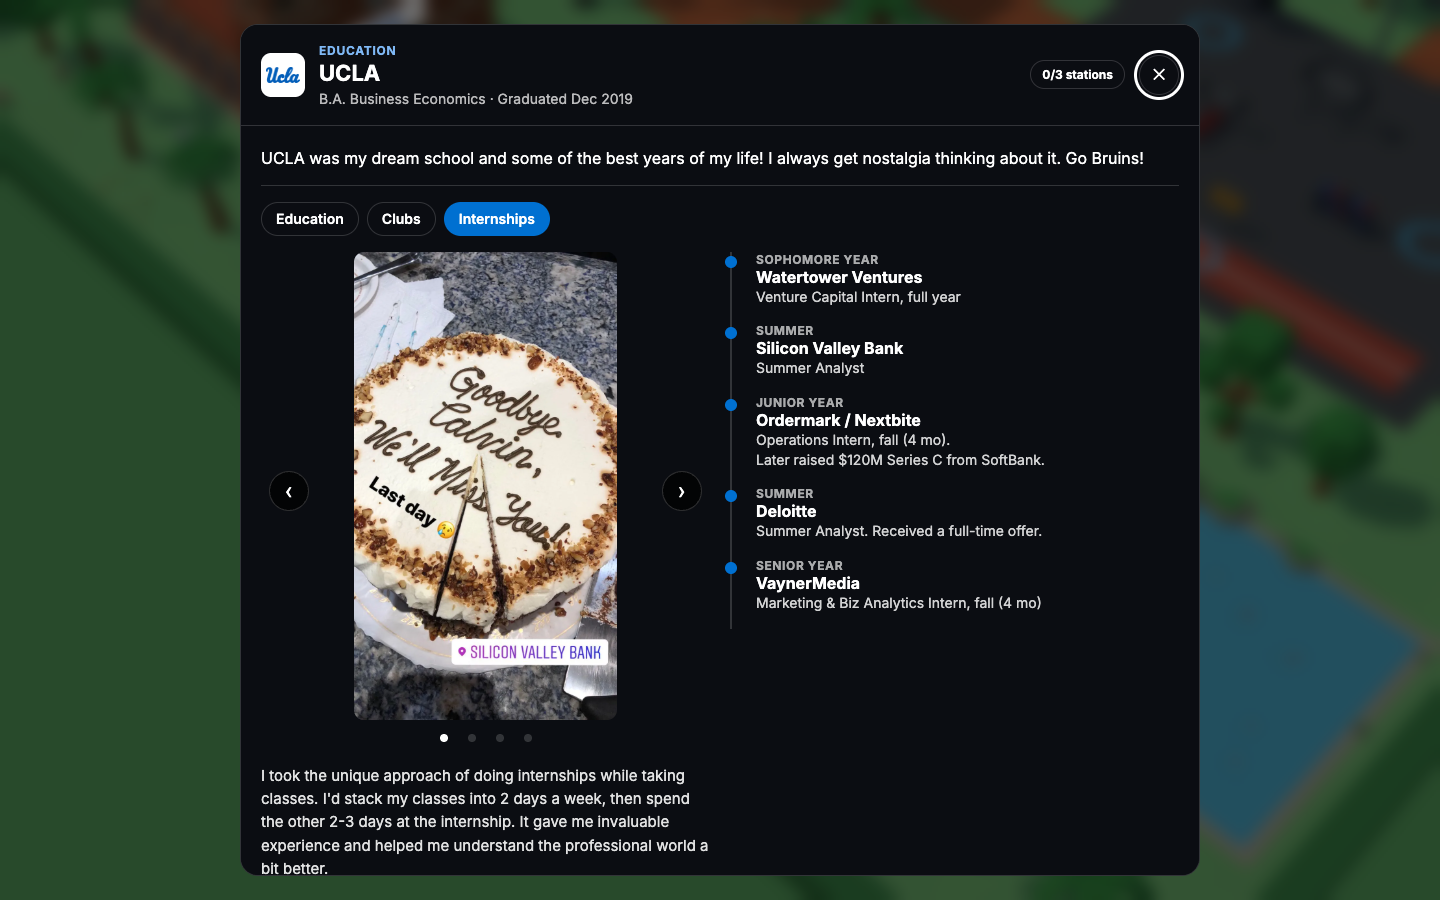 Ucla
EDUCATION
UCLA
B.A. Business Economics · Graduated Dec 2019
0/3 stations
UCLA was my dream school and some of the best years of my life! I always get nostalgia thinking about it. Go Bruins!
Education
Clubs
Internships
Goodbye
Calvin,
We'll Miss You!
Last day 😢
SILICON VALLEY BANK
SOPHOMORE YEAR
Watertower Ventures
Venture Capital Intern, full year
SUMMER
Silicon Valley Bank
Summer Analyst
JUNIOR YEAR
Ordermark / Nextbite
Operations Intern, fall (4 mo).
Later raised $120M Series C from SoftBank.
SUMMER
Deloitte
Summer Analyst. Received a full-time offer.
SENIOR YEAR
VaynerMedia
Marketing & Biz Analytics Intern, fall (4 mo)
I took the unique approach of doing internships while taking
classes. I'd stack my classes into 2 days a week, then spend
the other 2-3 days at the internship. It gave me invaluable
experience and helped me understand the professional world a
bit better.